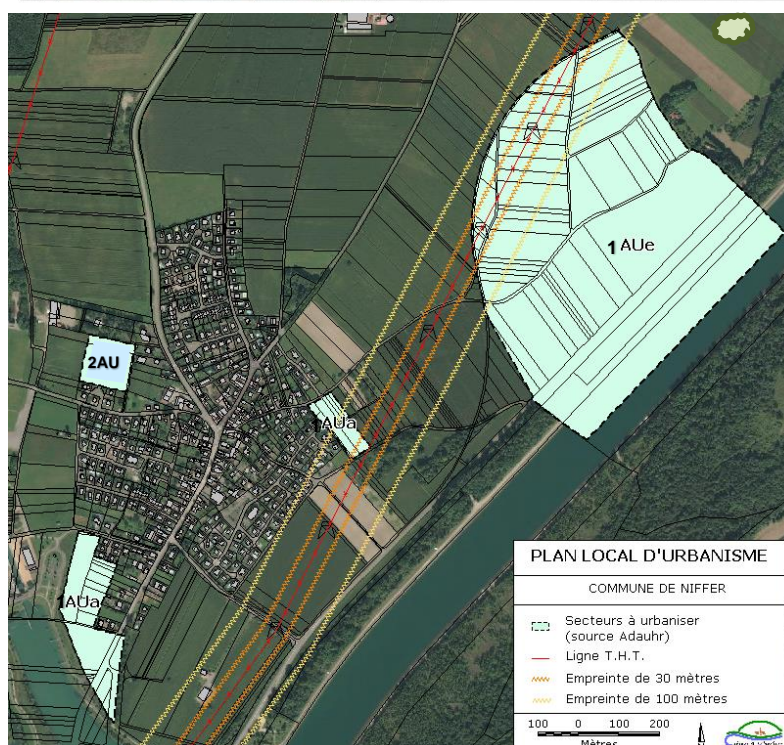 1AUe
2AU
1AUa
1AUa
PLAN LOCAL D'URBANISME
COMMUNE DE NIFFER
Secteurs à urbaniser
(source Adauhr)
Ligne T.H.T.
Empreinte de 30 mètres
Empreinte de 100 mètres
100 0 100 200
Mètres